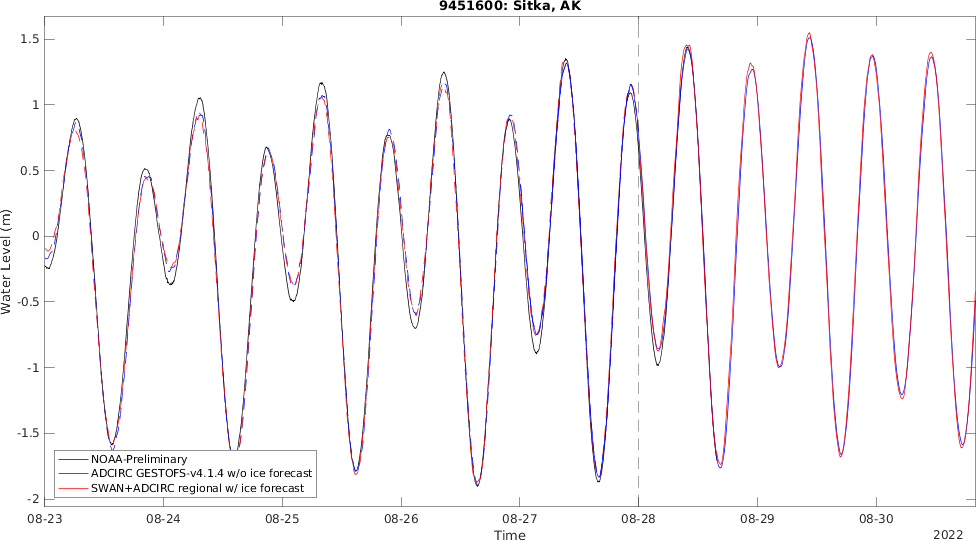 9451600: Sitka, AK
Water Level (m)
1.5
1
0.5
0
-0.5
-1
-1.5
-2
NOAA-Preliminary
ADCIRC GESTOFS-v4.1.4 w/o ice forecast
SWAN+ADCIRC regional w/ ice forecast
08-23 08-24 08-25 08-26 08-27 08-28 08-29 08-30
Time
2022